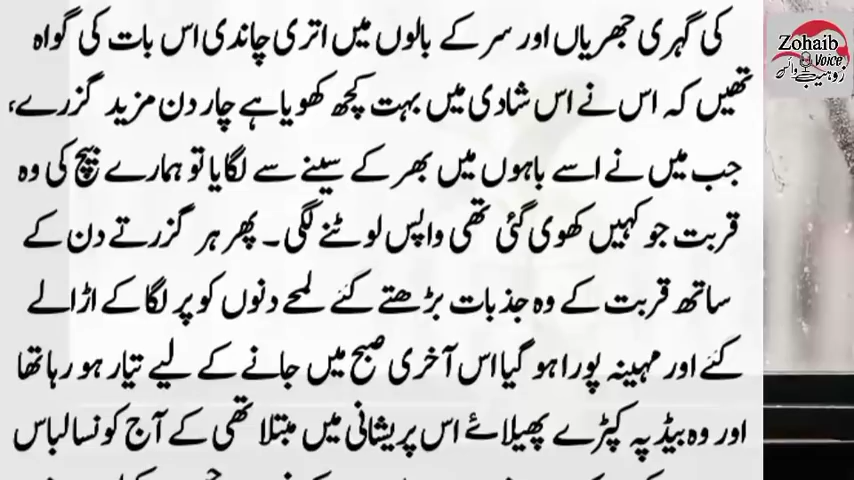 کی گہری جھریاں اور سر کے بالوں میں اتری چاندی اس بات کی گواہ
تھیں کہ اس نے اس شادی میں بہت کچھ کھویا ہے چار دن مزید گزرے،
جب میں نے اسے باہوں میں بھر کے سینے سے لگایا تو ہمارے بیچ کی وہ
قربت جو کہیں کھوی گئی تھی واپس لوٹنے لگی۔ پھر ہر گزرتے دن کے
ساتھ قربت کے وہ جذبات بڑھتے گئے لمحے دنوں کو پر لگا کے اڑا لے
گئے اور مہینہ پورا ہو گیا اس آخری صبح میں جانے کے لیے تیار ہو رہا تھا
اور وہ بیڈ پہ کپڑے پھیلائے اس پریشانی میں مبتلا تھی کے آج کونسا لباس
Zohaib
Voice
زوہیب وائس